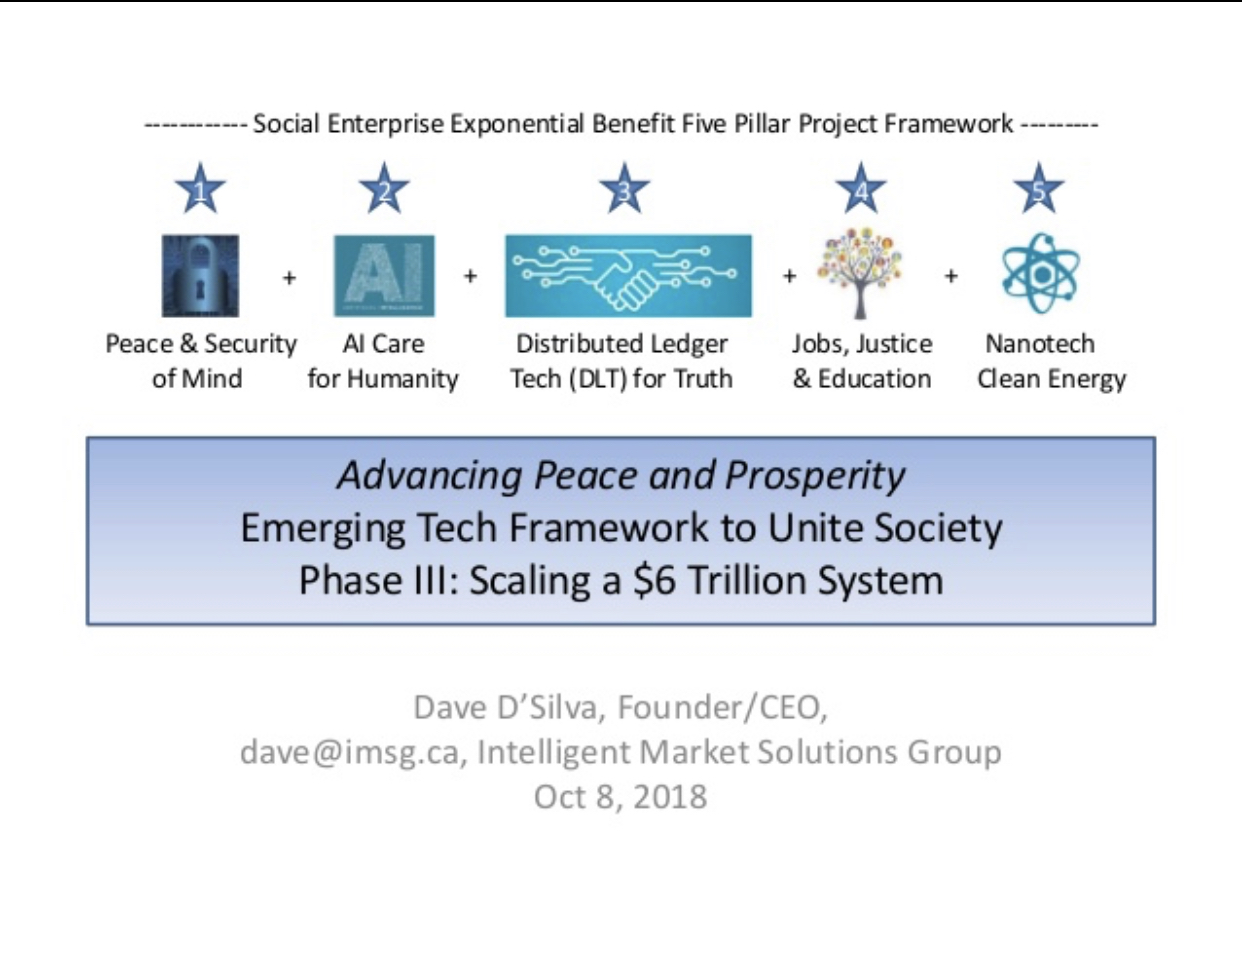 ------------ Social Enterprise Exponential Benefit Five Pillar Project Framework ---------
1 2 3 4 5
AI
+ + + +
Peace & Security
of Mind
AI Care
for Humanity
Distributed Ledger
Tech (DLT) for Truth
Jobs, Justice
& Education
Nanotech
Clean Energy
Advancing Peace and Prosperity
Emerging Tech Framework to Unite Society
Phase III: Scaling a $6 Trillion System
Dave D’Silva, Founder/CEO,
dave@imsg.ca, Intelligent Market Solutions Group
Oct 8, 2018